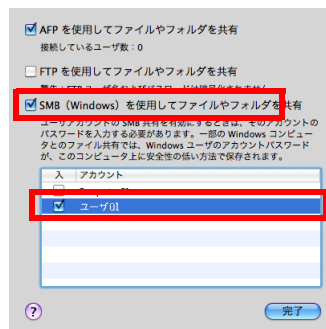 AFP を使用してファイルやフォルダを共有
接続しているユーザ数：0
FTP を使用してファイルやフォルダを共有
SMB（Windows）を使用してファイルやフォルダを共有
ユーザアカウントの SMB 共有を有効にするときは、そのアカウントの
パスワードを入力する必要があります。一部の Windows コンピュー
タとのファイル共有では、Windows ユーザのアカウントパスワード
が、このコンピュータ上に安全性の低い方法で保存されます。
入 アカウント
ユーザ01
? 完了